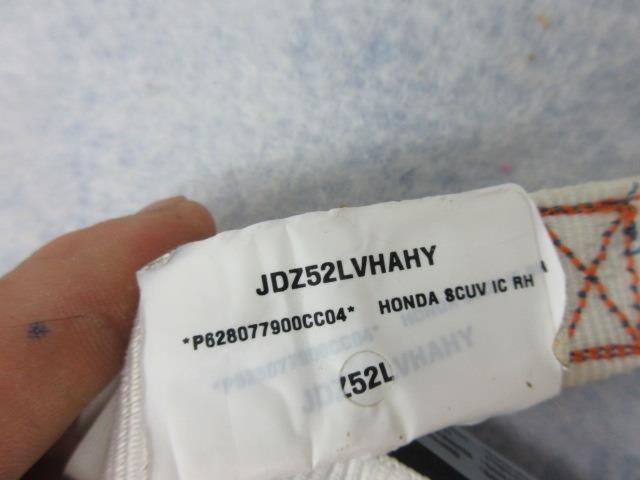 JDZ52LVHAHY
*P628077900CC04* HONDA 8CUV IC RH
Z52L